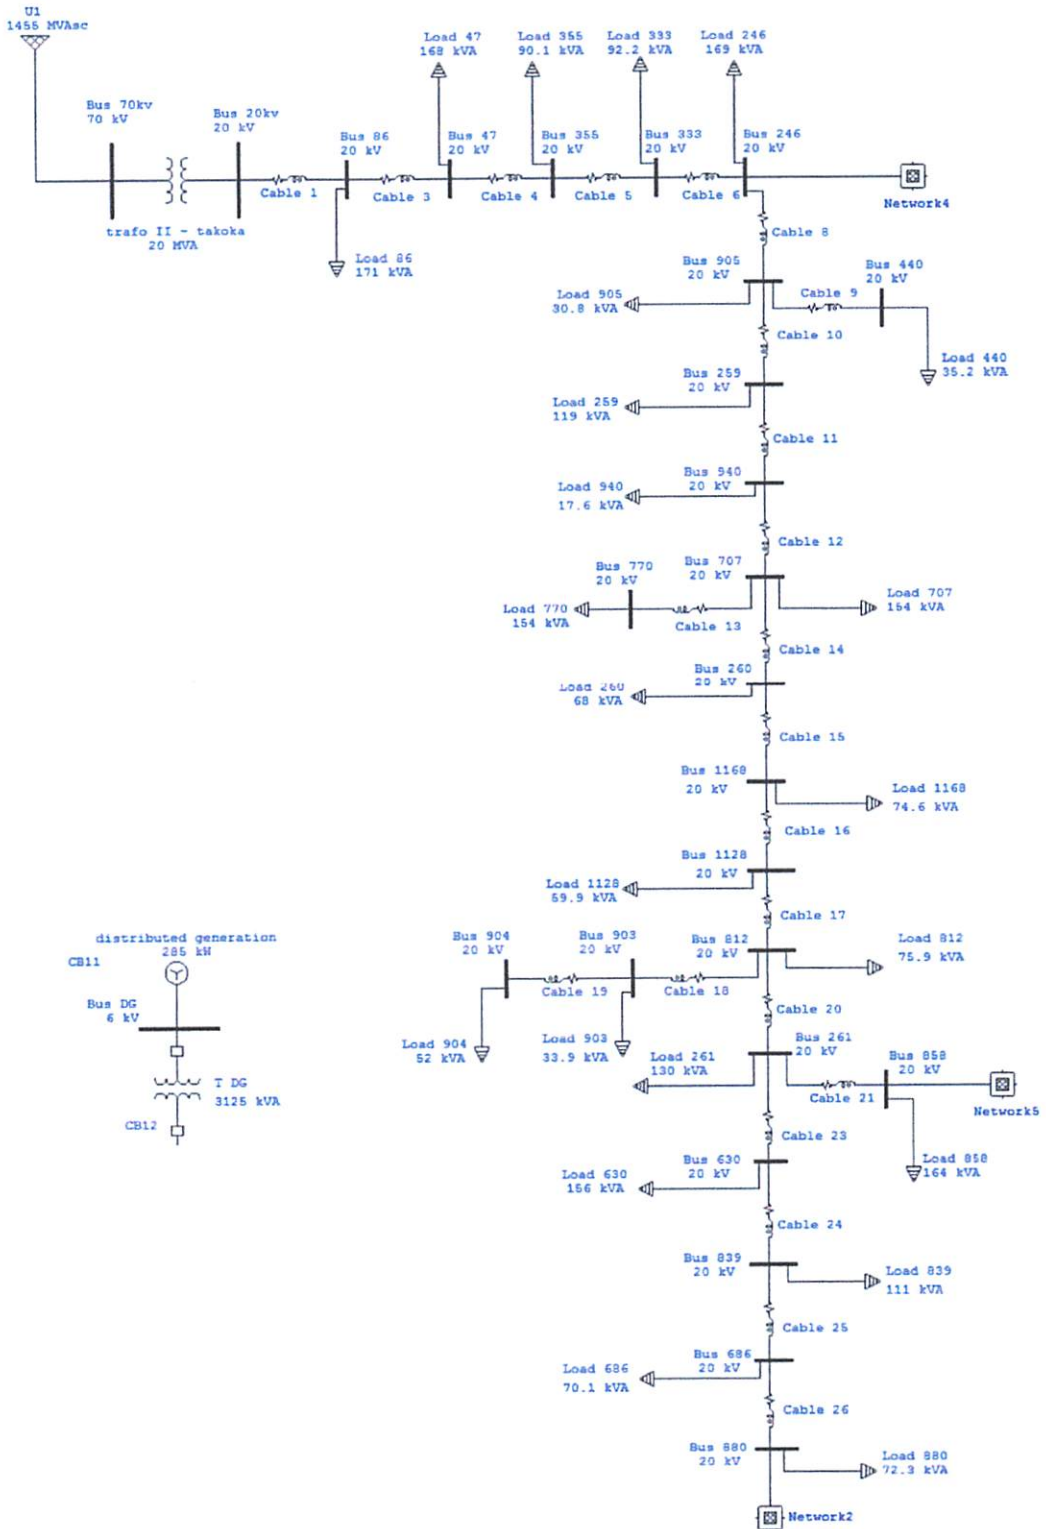 U1
1455 MVAsc
Load 47
168 kVA
Load 355
90.1 kVA
Load 333
92.2 kVA
Load 246
169 kVA
Bus 70kv
70 kV
Bus 20kv
20 kV
Bus 86
20 kV
Bus 47
20 kV
Bus 355
20 kV
Bus 333
20 kV
Bus 246
20 kV
Cable 1
Cable 3
Cable 4
Cable 5
Cable 6
Network4
trafo II - takoka
20 MVA
Load 86
171 kVA
Cable 8
Bus 905
20 kV
Bus 440
20 kV
Load 905
30.8 kVA
Cable 9
Cable 10
Load 440
35.2 kVA
Bus 259
20 kV
Load 259
119 kVA
Cable 11
Bus 940
20 kV
Load 940
17.6 kVA
Cable 12
Bus 770
20 kV
Bus 707
20 kV
Load 770
154 kVA
Cable 13
Load 707
154 kVA
Cable 14
Bus 260
20 kV
Load 260
68 kVA
Cable 15
Bus 1168
20 kV
Load 1168
74.6 kVA
Cable 16
Bus 1128
20 kV
Load 1128
59.9 kVA
Cable 17
distributed generation
285 kW
CB11
Bus 904
20 kV
Bus 903
20 kV
Bus 812
20 kV
Load 812
75.9 kVA
Cable 19
Cable 18
Cable 20
Bus DG
6 kV
Load 904
52 kVA
Load 903
33.9 kVA
Bus 261
20 kV
Load 261
130 kVA
Bus 858
20 kV
Cable 21
Network5
T DG
3125 kVA
CB12
Cable 23
Bus 630
20 kV
Load 630
156 kVA
Load 858
164 kVA
Cable 24
Bus 839
20 kV
Load 839
111 kVA
Cable 25
Bus 686
20 kV
Load 686
70.1 kVA
Cable 26
Bus 880
20 kV
Load 880
72.3 kVA
Network2